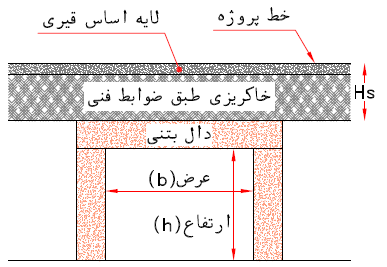 خط پروژه
لایه اساس قیری
خاکریزی طبق ضوابط فنی
Hs
دال بتنی
عرض(b)
ارتفاع(h)